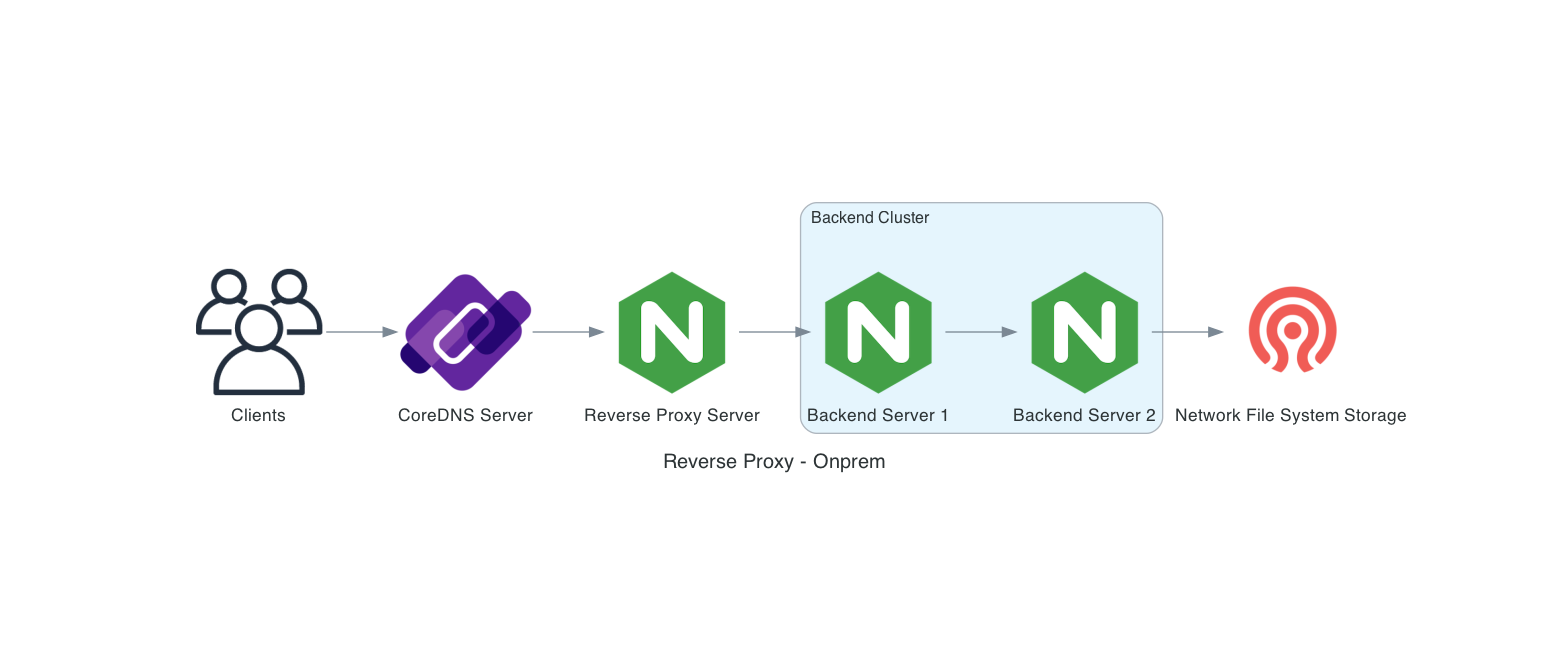 Backend Cluster
Clients
CoreDNS Server
Reverse Proxy Server
Backend Server 1
Backend Server 2
Network File System Storage
Reverse Proxy - Onprem